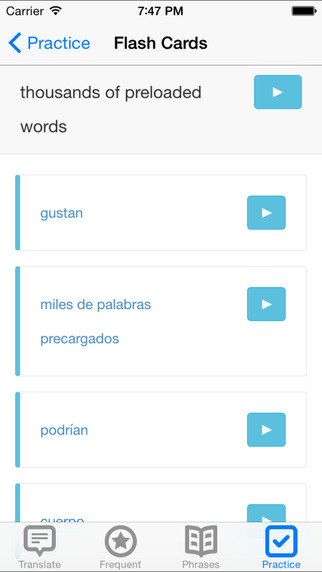 Carrier 7:47 PM
Practice Flash Cards
thousands of preloaded
words
gustan
miles de palabras
precargados
podrían
cuerpo
Translate Frequent Phrases Practice